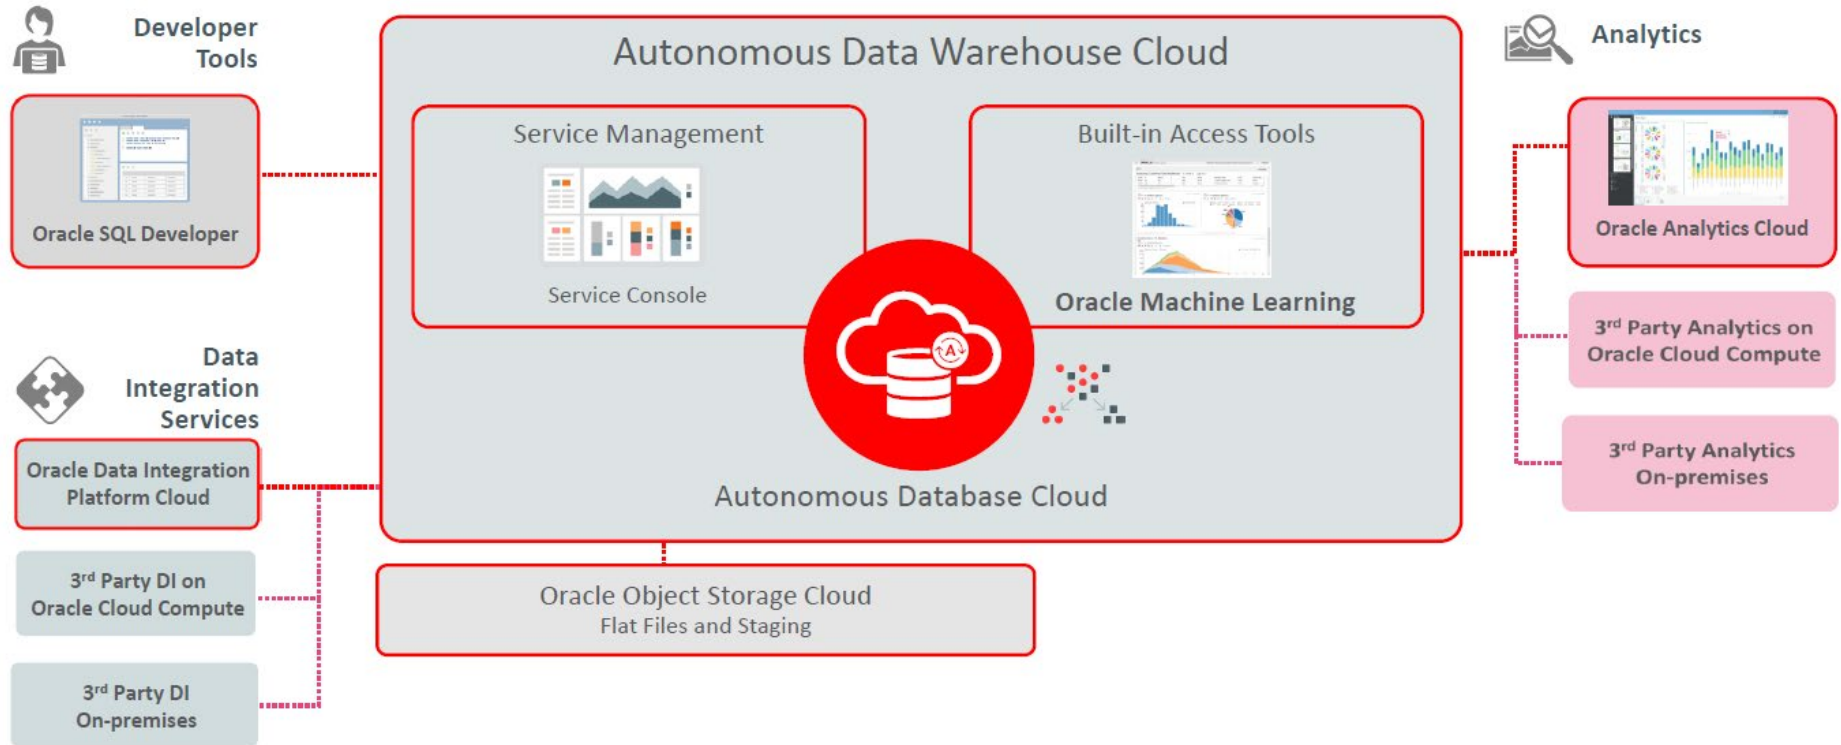 Developer
Tools
Oracle SQL Developer
Data
Integration
Services
Oracle Data Integration
Platform Cloud
3rd Party DI on
Oracle Cloud Compute
3rd Party DI
On-premises
Autonomous Data Warehouse Cloud
Service Management
Service Console
Built-in Access Tools
Oracle Machine Learning
A
Autonomous Database Cloud
Oracle Object Storage Cloud
Flat Files and Staging
Analytics
Oracle Analytics Cloud
3rd Party Analytics on
Oracle Cloud Compute
3rd Party Analytics
On-premises